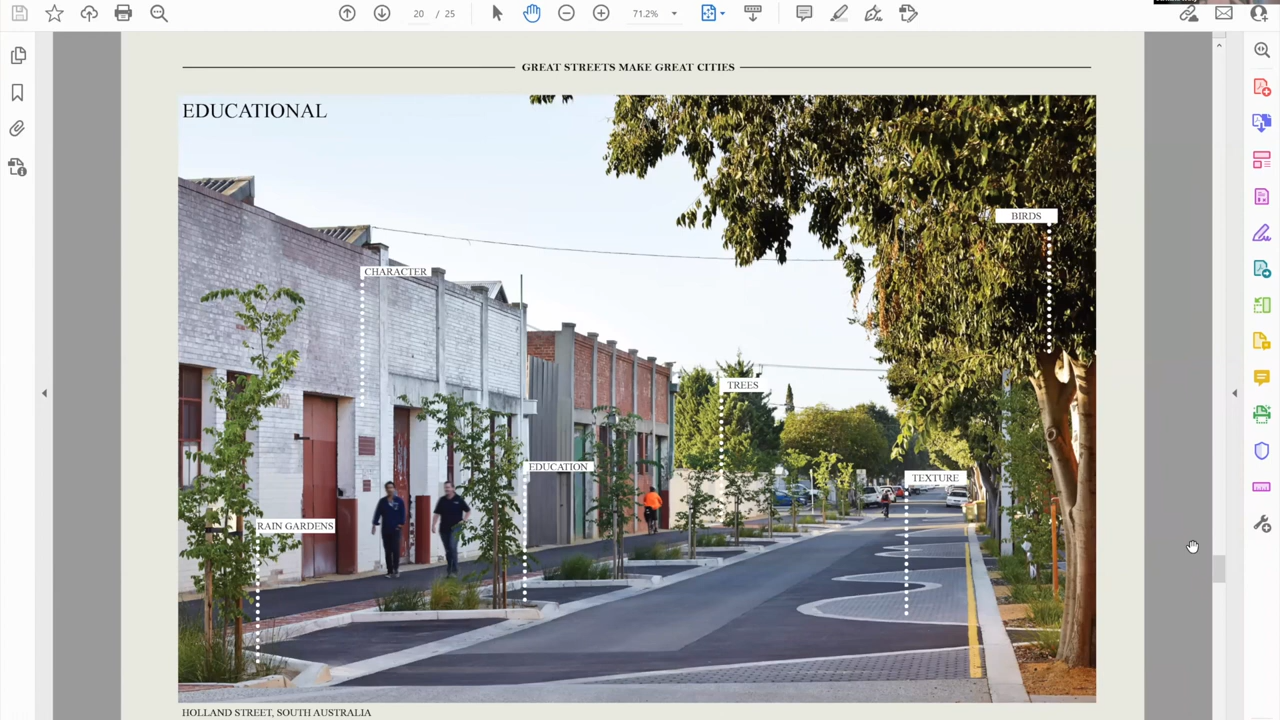 20 / 25
71.2%
GREAT STREETS MAKE GREAT CITIES
EDUCATIONAL
BIRDS
CHARACTER
TREES
EDUCATION
TEXTURE
RAIN GARDENS
HOLLAND STREET, SOUTH AUSTRALIA